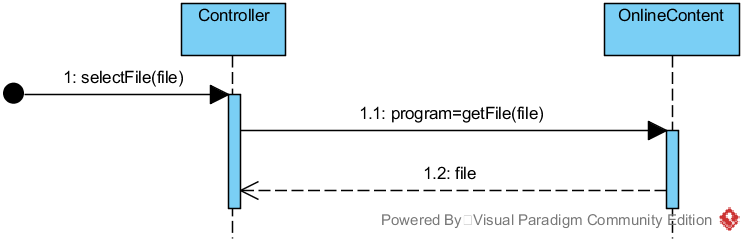 Controller
OnlineContent
1: selectFile(file)
1.1: program=getFile(file)
1.2: file
Powered By Visual Paradigm Community Edition